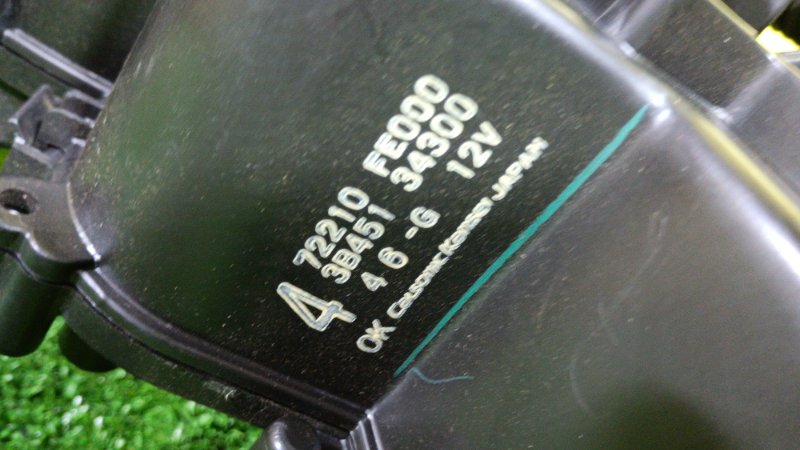 72210 FE000
3B451 34300
4 4 6 -G 12V
OK CALSONIC KANSEI JAPAN